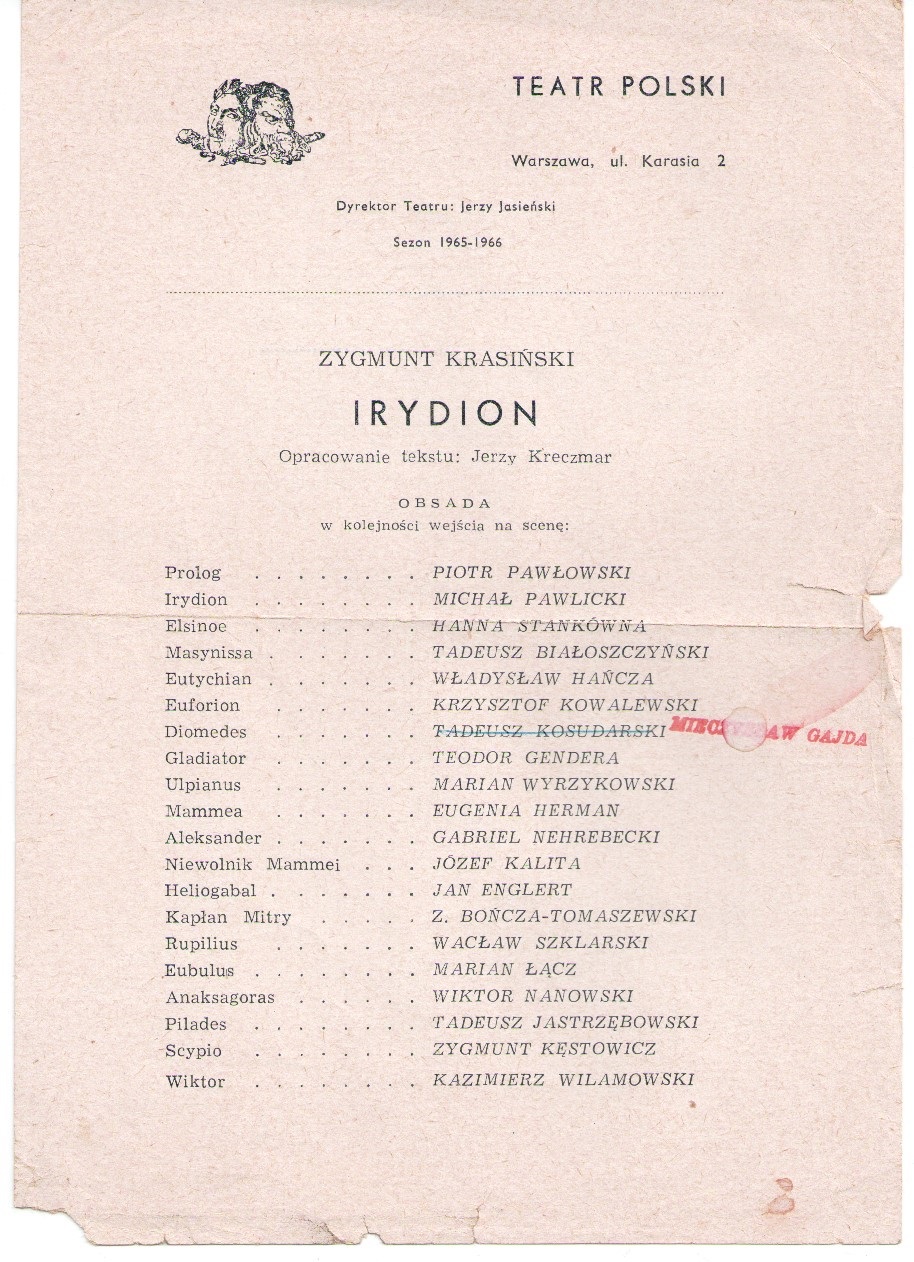 TEATR POLSKI
Warszawa, ul. Karasia 2
Dyrektor Teatru: Jerzy Jasieński
Sezon 1965-1966
ZYGMUNT KRASIŃSKI
IRYDION
Opracowanie tekstu: Jerzy Kreczmar
OBSADA
w kolejności wejścia na scenę:
Prolog . . . . . . . . PIOTR PAWŁOWSKI
Irydion . . . . . . . . MICHAŁ PAWLICKI
Elsinoe . . . . . . . . HANNA STANKÓWNA
Masynissa . . . . . . . TADEUSZ BIAŁOSZCZYŃSKI
Eutychian . . . . . . . WŁADYSŁAW HAŃCZA
Euforion . . . . . . . . KRZYSZTOF KOWALEWSKI
Diomedes . . . . . . . TADEUSZ KOSUDARSKI MIECZYSŁAW GAJDA
Gladiator . . . . . . . TEODOR GENDERA
Ulpianus . . . . . . . MARIAN WYRZYKOWSKI
Mammea . . . . . . . EUGENIA HERMAN
Aleksander . . . . . . . GABRIEL NEHREBECKI
Niewolnik Mammei . . . JÓZEF KALITA
Heliogabal . . . . . . . JAN ENGLERT
Kapłan Mitry . . . . . Z. BOŃCZA-TOMASZEWSKI
Rupilius . . . . . . . WACŁAW SZKLARSKI
Eubulus . . . . . . . . MARIAN ŁĄCZ
Anaksagoras . . . . . . WIKTOR NANOWSKI
Pilades . . . . . . . . TADEUSZ JASTRZĘBOWSKI
Scypio . . . . . . . . ZYGMUNT KĘSTOWICZ
Wiktor . . . . . . . . KAZIMIERZ WILAMOWSKI